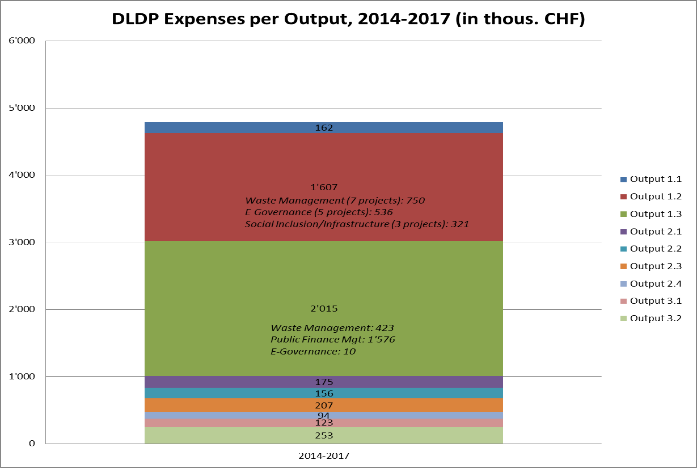 DLDP Expenses per Output, 2014-2017 (in thous. CHF)
6'000
5'000
4'000
3'000
2'000
1'000
0
162
1'607
Waste Management (7 projects): 750
E Governance (5 projects): 536
Social Inclusion/Infrastructure (3 projects): 321
2'015
Waste Management: 423
Public Finance Mgt: 1'576
E-Governance: 10
175
156
207
94
123
253
2014-2017
Output 1.1
Output 1.2
Output 1.3
Output 2.1
Output 2.2
Output 2.3
Output 2.4
Output 3.1
Output 3.2